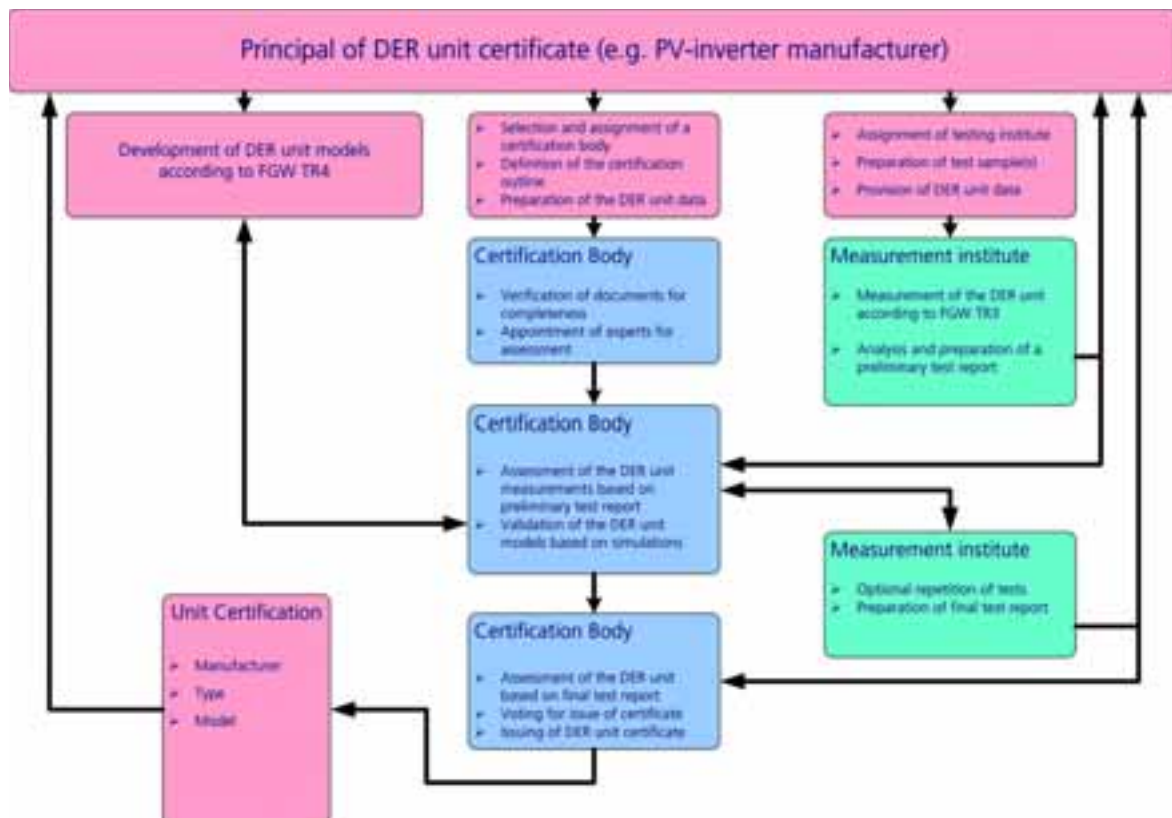 Principal of DER unit certificate (e.g. PV-inverter manufacturer)
Development of DER unit models
according to FGW TR4
Selection and assignment of a
certification body
Definition of the certification
outline
Preparation of the DER unit data
Assignment of testing institute
Preparation of test sample(s)
Provision of DER unit data
Certification Body
Verification of documents for
completeness
Appointment of experts for
assessment
Measurement institute
Measurement of the DER unit
according to FGW TR3
Analysis and preparation of a
preliminary test report
Certification Body
Assessment of the DER unit
measurements based on
preliminary test report
Validation of the DER unit
models based on simulations
Measurement institute
Optional repetition of tests
Preparation of final test report
Unit Certification
Manufacturer
Type
Model
Certification Body
Assessment of the DER unit
based on final test report
Voting for issue of certificate
Issuing of DER unit certificate